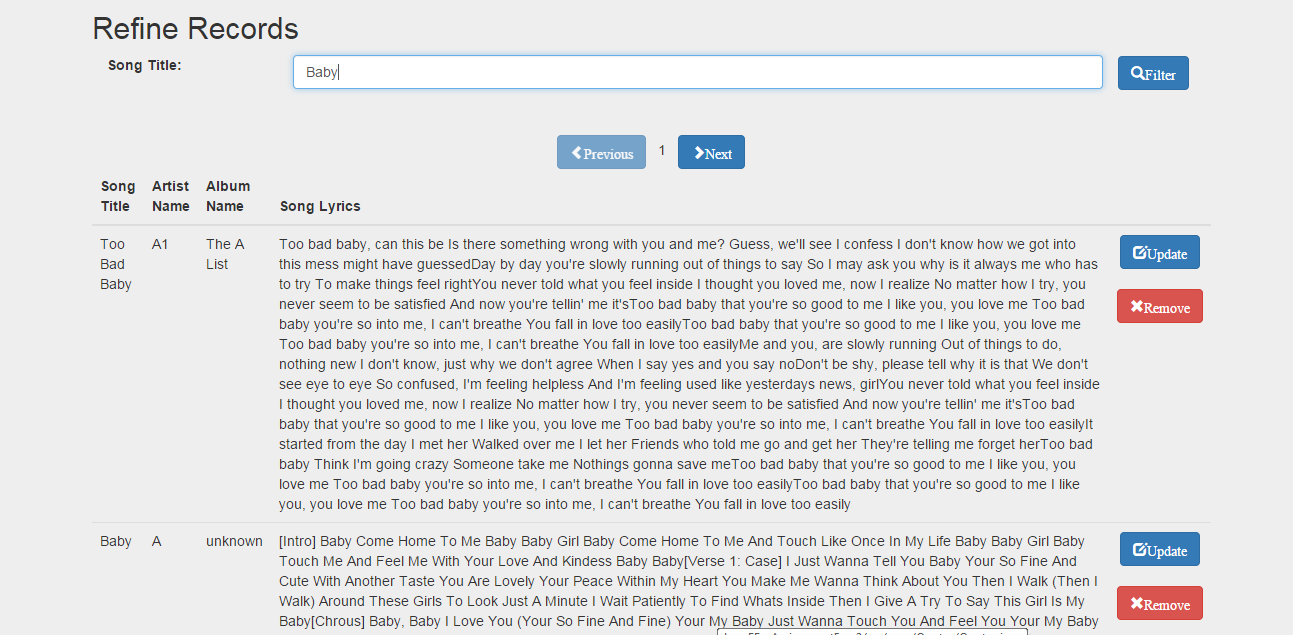 Refine Records
Song Title:
Baby
Filter
Previous 1 Next
Song Title
Artist Name
Album Name
Song Lyrics
Too Bad Baby
A1
The A List
Too bad baby, can this be Is there something wrong with you and me? Guess, we'll see I confess I don't know how we got into
this mess might have guessedDay by day you're slowly running out of things to say So I may ask you why is it always me who has
to try To make things feel rightYou never told what you feel inside I thought you loved me, now I realize No matter how I try, you
never seem to be satisfied And now you're tellin' me it'sToo bad baby that you're so good to me I like you, you love me Too bad
baby you're so into me, I can't breathe You fall in love too easilyToo bad baby that you're so good to me I like you, you love me
Too bad baby you're so into me, I can't breathe You fall in love too easilyMe and you, are slowly running Out of things to do,
nothing new I don't know, just why we don't agree When I say yes and you say noDon't be shy, please tell why it is that We don't
see eye to eye So confused, I'm feeling helpless And I'm feeling used like yesterdays news, girlYou never told what you feel inside
I thought you loved me, now I realize No matter how I try, you never seem to be satisfied And now you're tellin' me it'sToo bad
baby that you're so good to me I like you, you love me Too bad baby you're so into me, I can't breathe You fall in love too easilyIt
started from the day I met her Walked over me I let her Friends who told me go and get her They're telling me forget herToo bad
baby Think I'm going crazy Someone take me Nothings gonna save meToo bad baby that you're so good to me I like you, you
love me Too bad baby you're so into me, I can't breathe You fall in love too easilyToo bad baby that you're so good to me I like
you, you love me Too bad baby you're so into me, I can't breathe You fall in love too easily
Update
Remove
Baby
A
unknown
[Intro] Baby Come Home To Me Baby Baby Girl Baby Come Home To Me And Touch Like Once In My Life Baby Baby Girl Baby
Touch Me And Feel Me With Your Love And Kindess Baby Baby[Verse 1: Case] I Just Wanna Tell You Baby Your So Fine And
Cute With Another Taste You Are Lovely Your Peace Within My Heart You Make Me Wanna Think About You Then I Walk (Then I
Walk) Around These Girls To Look Just A Minute I Wait Patiently To Find Whats Inside Then I Give A Try To Say This Girl Is My
Baby[Chrous] Baby, Baby I Love You (Your So Fine And Fine) Your My Baby Just Wanna Touch You And Feel You Your My Baby
Update
Remove